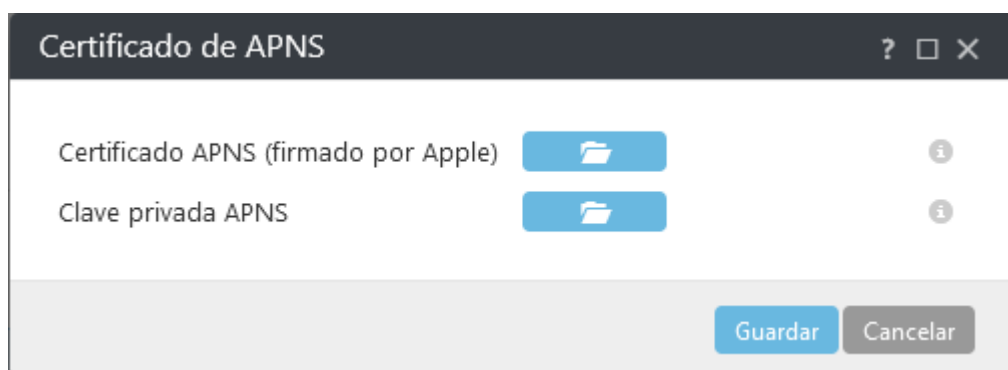 Certificado de APNS ?
Certificado APNS (firmado por Apple)
Clave privada APNS
Guardar Cancelar